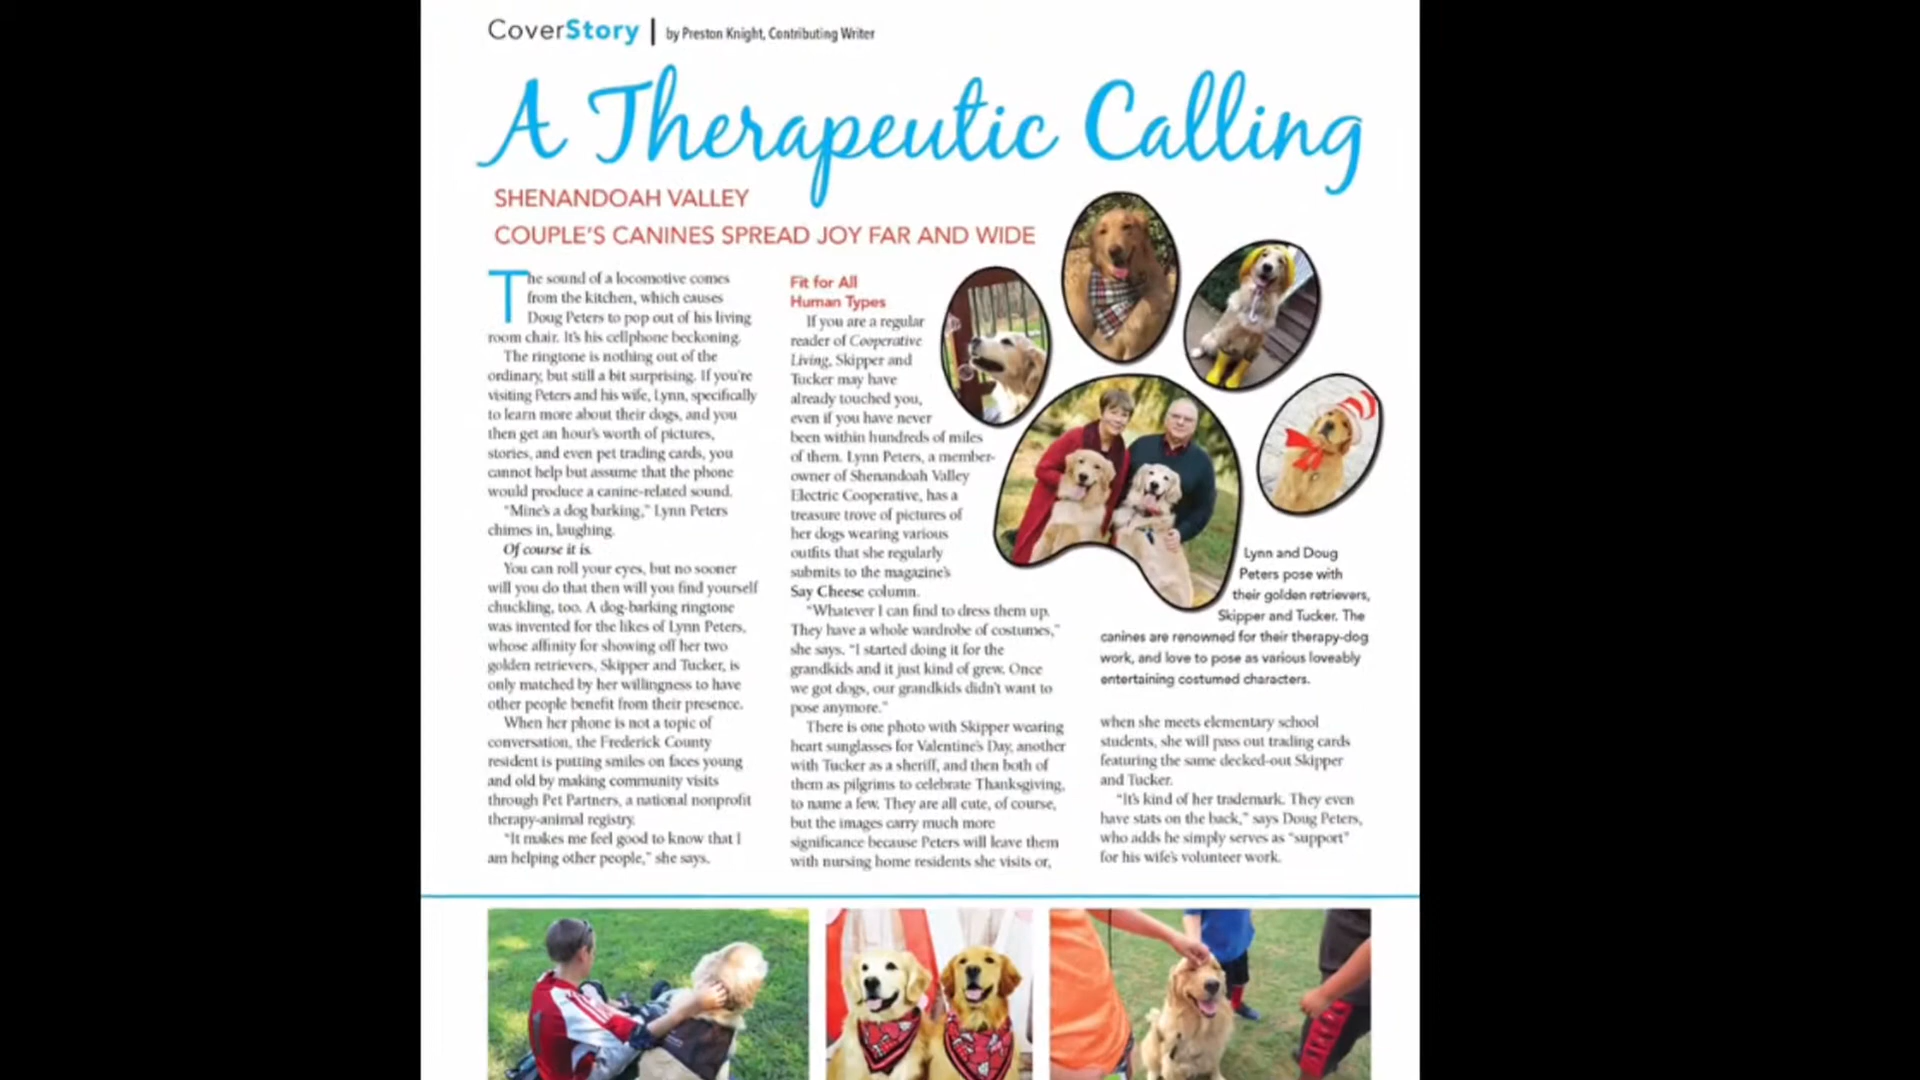 CoverStory | by Preston Knight, Contributing Writer
A Therapeutic Calling
SHENANDOAH VALLEY
COUPLE'S CANINES SPREAD JOY FAR AND WIDE
The sound of a locomotive comes
from the kitchen, which causes
Doug Peters to pop out of his living
room chair. It's his cellphone beckoning.
The ringtone is nothing out of the
ordinary, but still a bit surprising. If you're
visiting Peters and his wife, Lynn, specifically
to learn more about their dogs, and you
then get an hour's worth of pictures,
stories, and even pet trading cards, you
cannot help but assume that the phone
would produce a canine-related sound.
"Mine's a dog barking," Lynn Peters
chimes in, laughing.
Of course it is.
You can roll your eyes, but no sooner
will you do that then will you find yourself
chuckling, too. A dog-barking ringtone
was invented for the likes of Lynn Peters,
whose affinity for showing off her two
golden retrievers, Skipper and Tucker, is
only matched by her willingness to have
other people benefit from their presence.
When her phone is not a topic of
conversation, the Frederick County
resident is putting smiles on faces young
and old by making community visits
through Pet Partners, a national nonprofit
therapy-animal registry.
"It makes me feel good to know that I
am helping other people," she says.
Fit for All
Human Types
If you are a regular
reader of Cooperative
Living, Skipper and
Tucker may have
already touched you,
even if you have never
been within hundreds of miles
of them. Lynn Peters, a member-
owner of Shenandoah Valley
Electric Cooperative, has a
treasure trove of pictures of
her dogs wearing various
outfits that she regularly
submits to the magazine's
Say Cheese column.
"Whatever I can find to dress them up.
They have a whole wardrobe of costumes,"
she says. "I started doing it for the
grandkids and it just kind of grew. Once
we got dogs, our grandkids didn't want to
pose anymore."
There is one photo with Skipper wearing
heart sunglasses for Valentine's Day, another
with Tucker as a sheriff, and then both of
them as pilgrims to celebrate Thanksgiving,
to name a few. They are all cute, of course,
but the images carry much more
significance because Peters will leave them
with nursing home residents she visits or,
Lynn and Doug
Peters pose with
their golden retrievers,
Skipper and Tucker. The
canines are renowned for their therapy-dog
work, and love to pose as various loveably
entertaining costumed characters.
when she meets elementary school
students, she will pass out trading cards
featuring the same decked-out Skipper
and Tucker.
"It's kind of her trademark. They even
have stats on the back," says Doug Peters,
who adds he simply serves as "support"
for his wife's volunteer work.